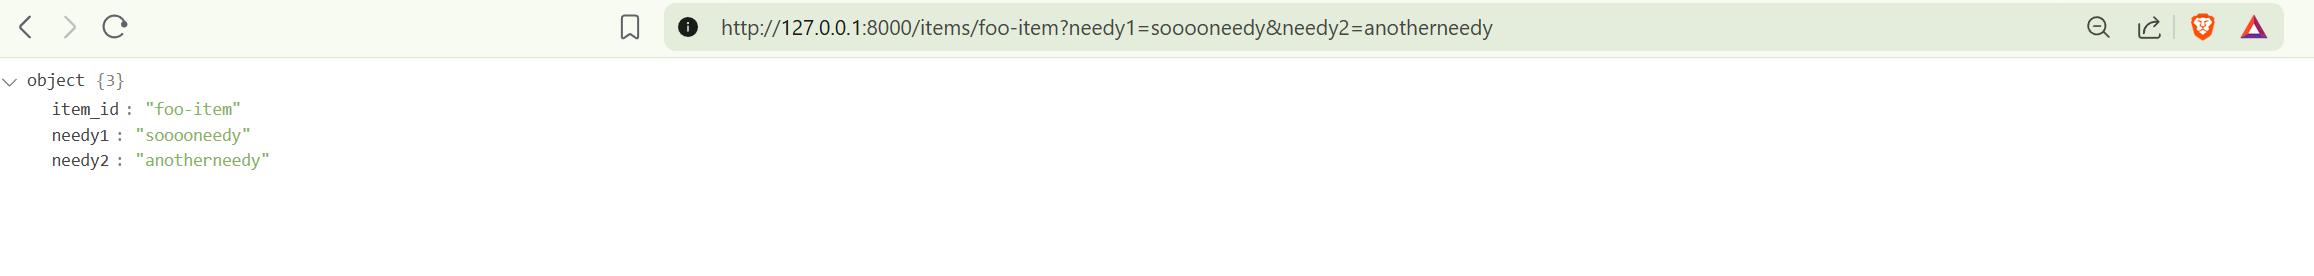 http://127.0.0.1:8000/items/foo-item?needy1=sooooneedy&needy2=anotherneedy
object {3}
item_id : "foo-item"
needy1 : "sooooneedy"
needy2 : "anotherneedy"